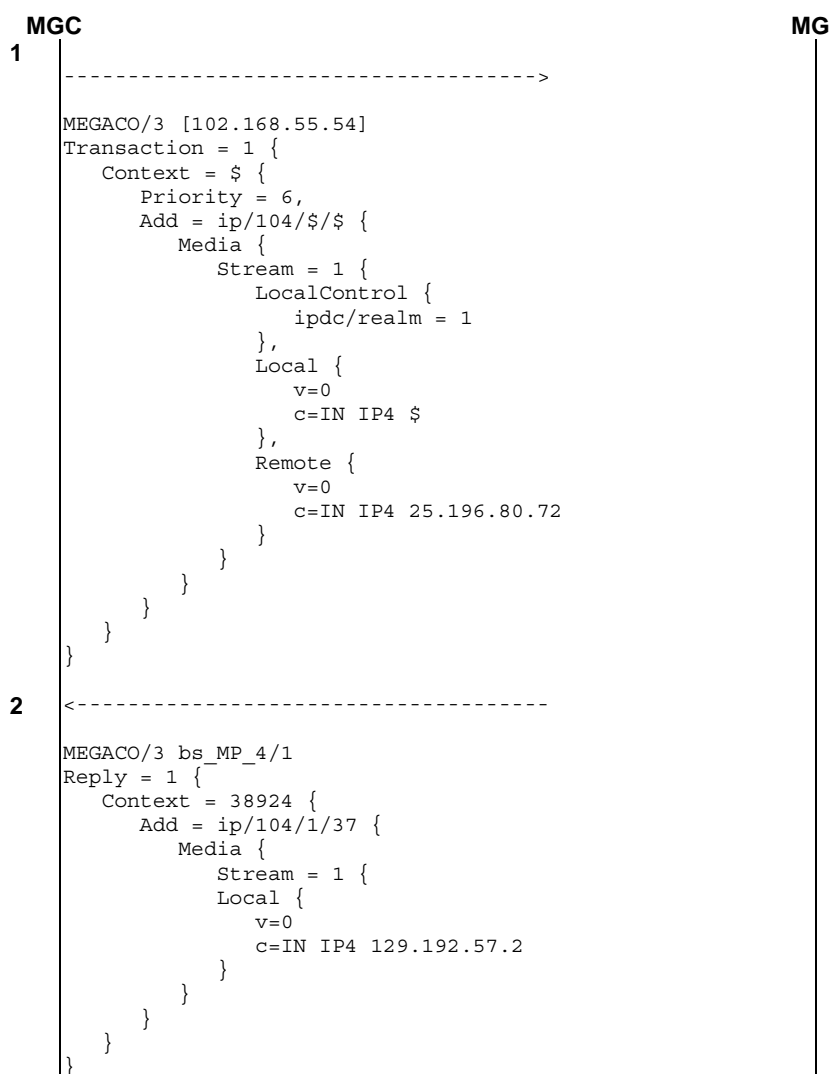 MGC MG
1
------------------------------------->
MEGACO/3 [102.168.55.54]
Transaction = 1 {
Context = $ {
Priority = 6,
Add = ip/104/$/$ {
Media {
Stream = 1 {
LocalControl {
ipdc/realm = 1
},
Local {
v=0
c=IN IP4 $
},
Remote {
v=0
c=IN IP4 25.196.80.72
}
}
}
}
}
}
2 <-------------------------------------
MEGACO/3 bs_MP_4/1
Reply = 1 {
Context = 38924 {
Add = ip/104/1/37 {
Media {
Stream = 1 {
Local {
v=0
c=IN IP4 129.192.57.2
}
}
}
}
}